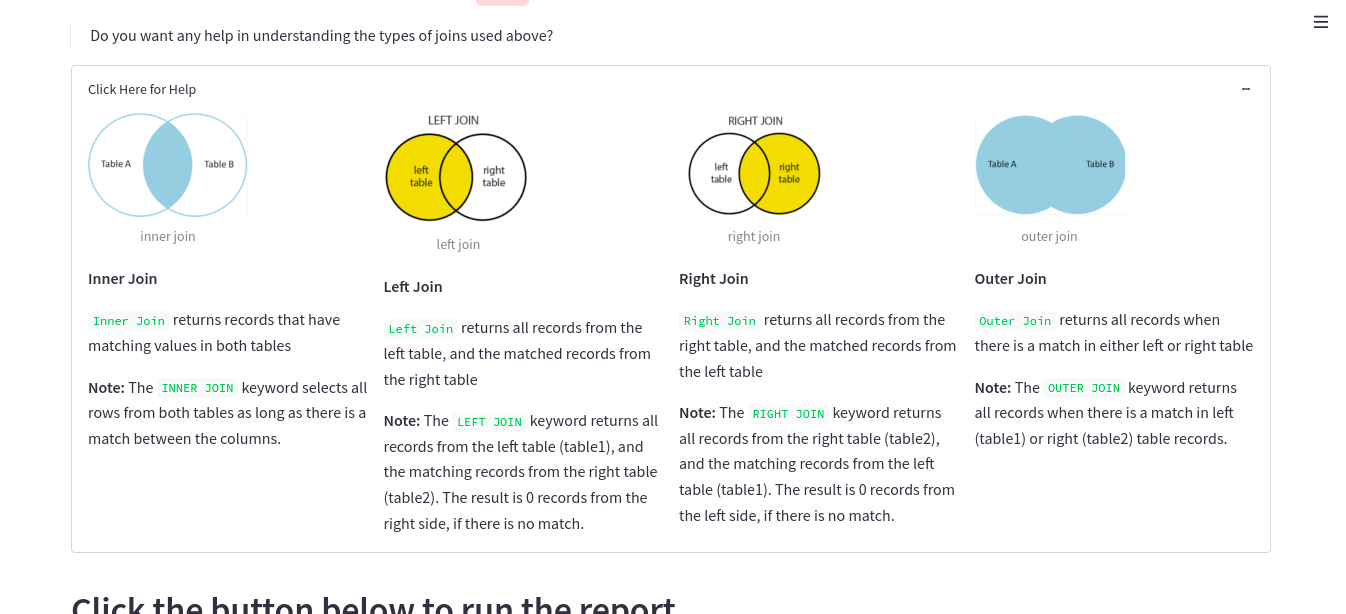 Do you want any help in understanding the types of joins used above?
Click Here for Help
Table A
Table B
inner join
Inner Join
Inner Join returns records that have
matching values in both tables
Note: The INNER JOIN keyword selects all
rows from both tables as long as there is a
match between the columns.
LEFT JOIN
left
table
right
table
left join
Left Join
Left Join returns all records from the
left table, and the matched records from
the right table
Note: The LEFT JOIN keyword returns all
records from the left table (table1), and
the matching records from the right table
(table2). The result is 0 records from the
right side, if there is no match.
RIGHT JOIN
left
table
right
table
right join
Right Join
Right Join returns all records from the
right table, and the matched records from
the left table
Note: The RIGHT JOIN keyword returns
all records from the right table (table2),
and the matching records from the left
table (table1). The result is 0 records from
the left side, if there is no match.
Table A
Table B
outer join
Outer Join
Outer Join returns all records when
there is a match in either left or right table
Note: The OUTER JOIN keyword returns
all records when there is a match in left
(table1) or right (table2) table records.
Click the button below to run the report